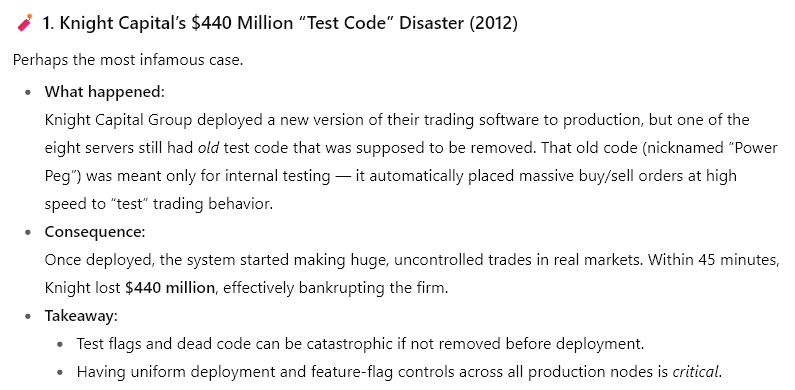 🧨 1. Knight Capital’s $440 Million “Test Code” Disaster (2012)
Perhaps the most infamous case.
• What happened:
Knight Capital Group deployed a new version of their trading software to production, but one of the
eight servers still had old test code that was supposed to be removed. That old code (nicknamed “Power
Peg”) was meant only for internal testing — it automatically placed massive buy/sell orders at high
speed to “test” trading behavior.
• Consequence:
Once deployed, the system started making huge, uncontrolled trades in real markets. Within 45 minutes,
Knight lost $440 million, effectively bankrupting the firm.
• Takeaway:
• Test flags and dead code can be catastrophic if not removed before deployment.
• Having uniform deployment and feature-flag controls across all production nodes is critical.